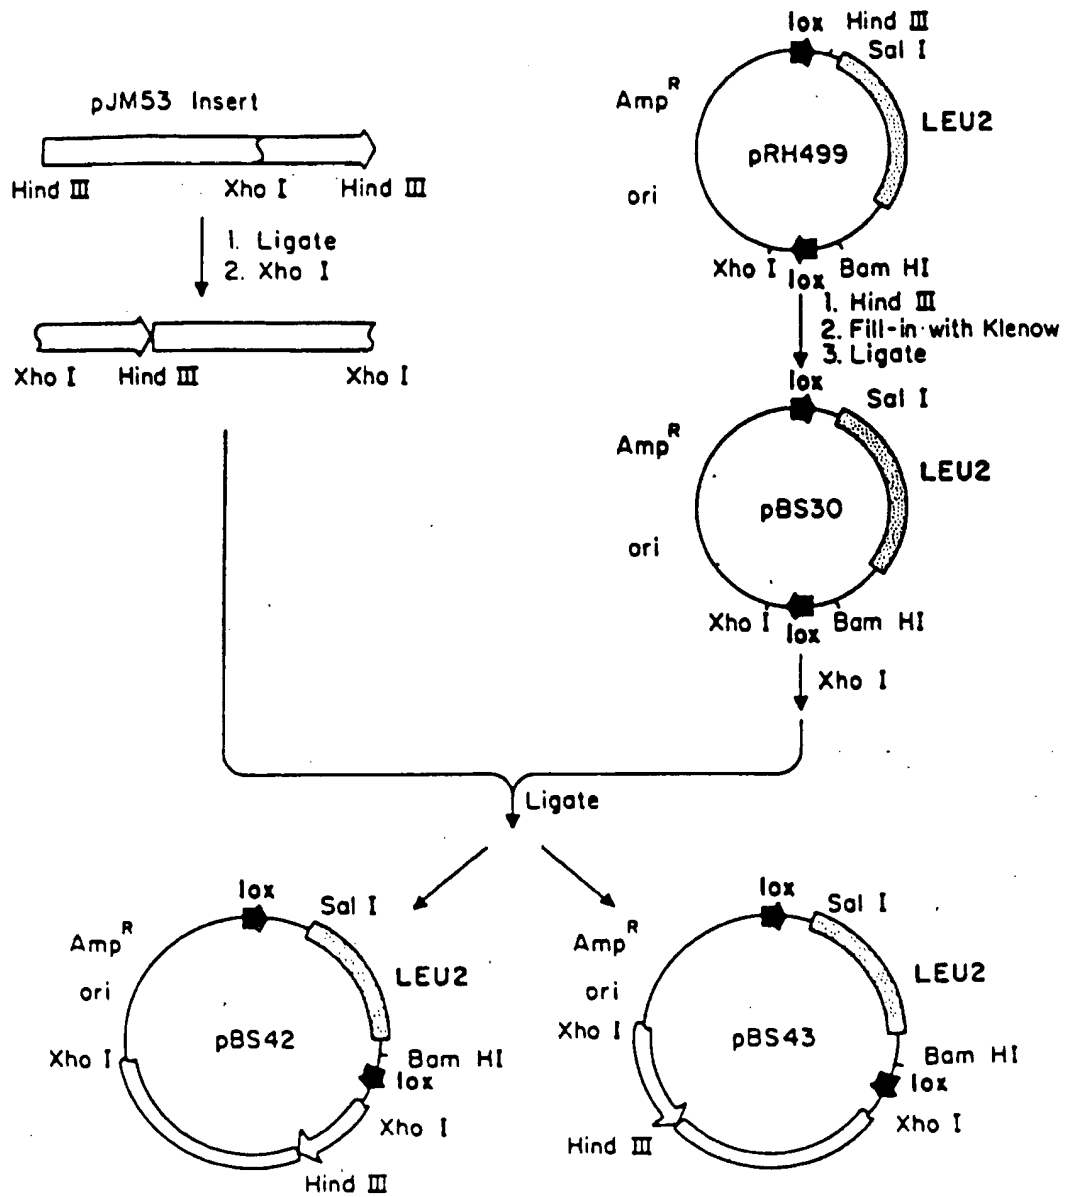 pJM53 Insert
Hind III
Xho I
Hind III
1. Ligate
2. Xho I
Xho I
Hind III
Xho I
lox
Hind III
Sal I
Amp^R
LEU2
pRH499
ori
Xho I
lox
Bam HI
1. Hind III
2. Fill-in with Klenow
3. Ligate
lox
Sal I
Amp^R
LEU2
pBS30
ori
Xho I
lox
Bam HI
Xho I
Ligate
lox
Sal I
Amp^R
LEU2
ori
pBS42
Xho I
Bam HI
lox
Xho I
Hind III
lox
Sal I
Amp^R
LEU2
ori
Xho I
pBS43
Bam HI
lox
Xho I
Hind III